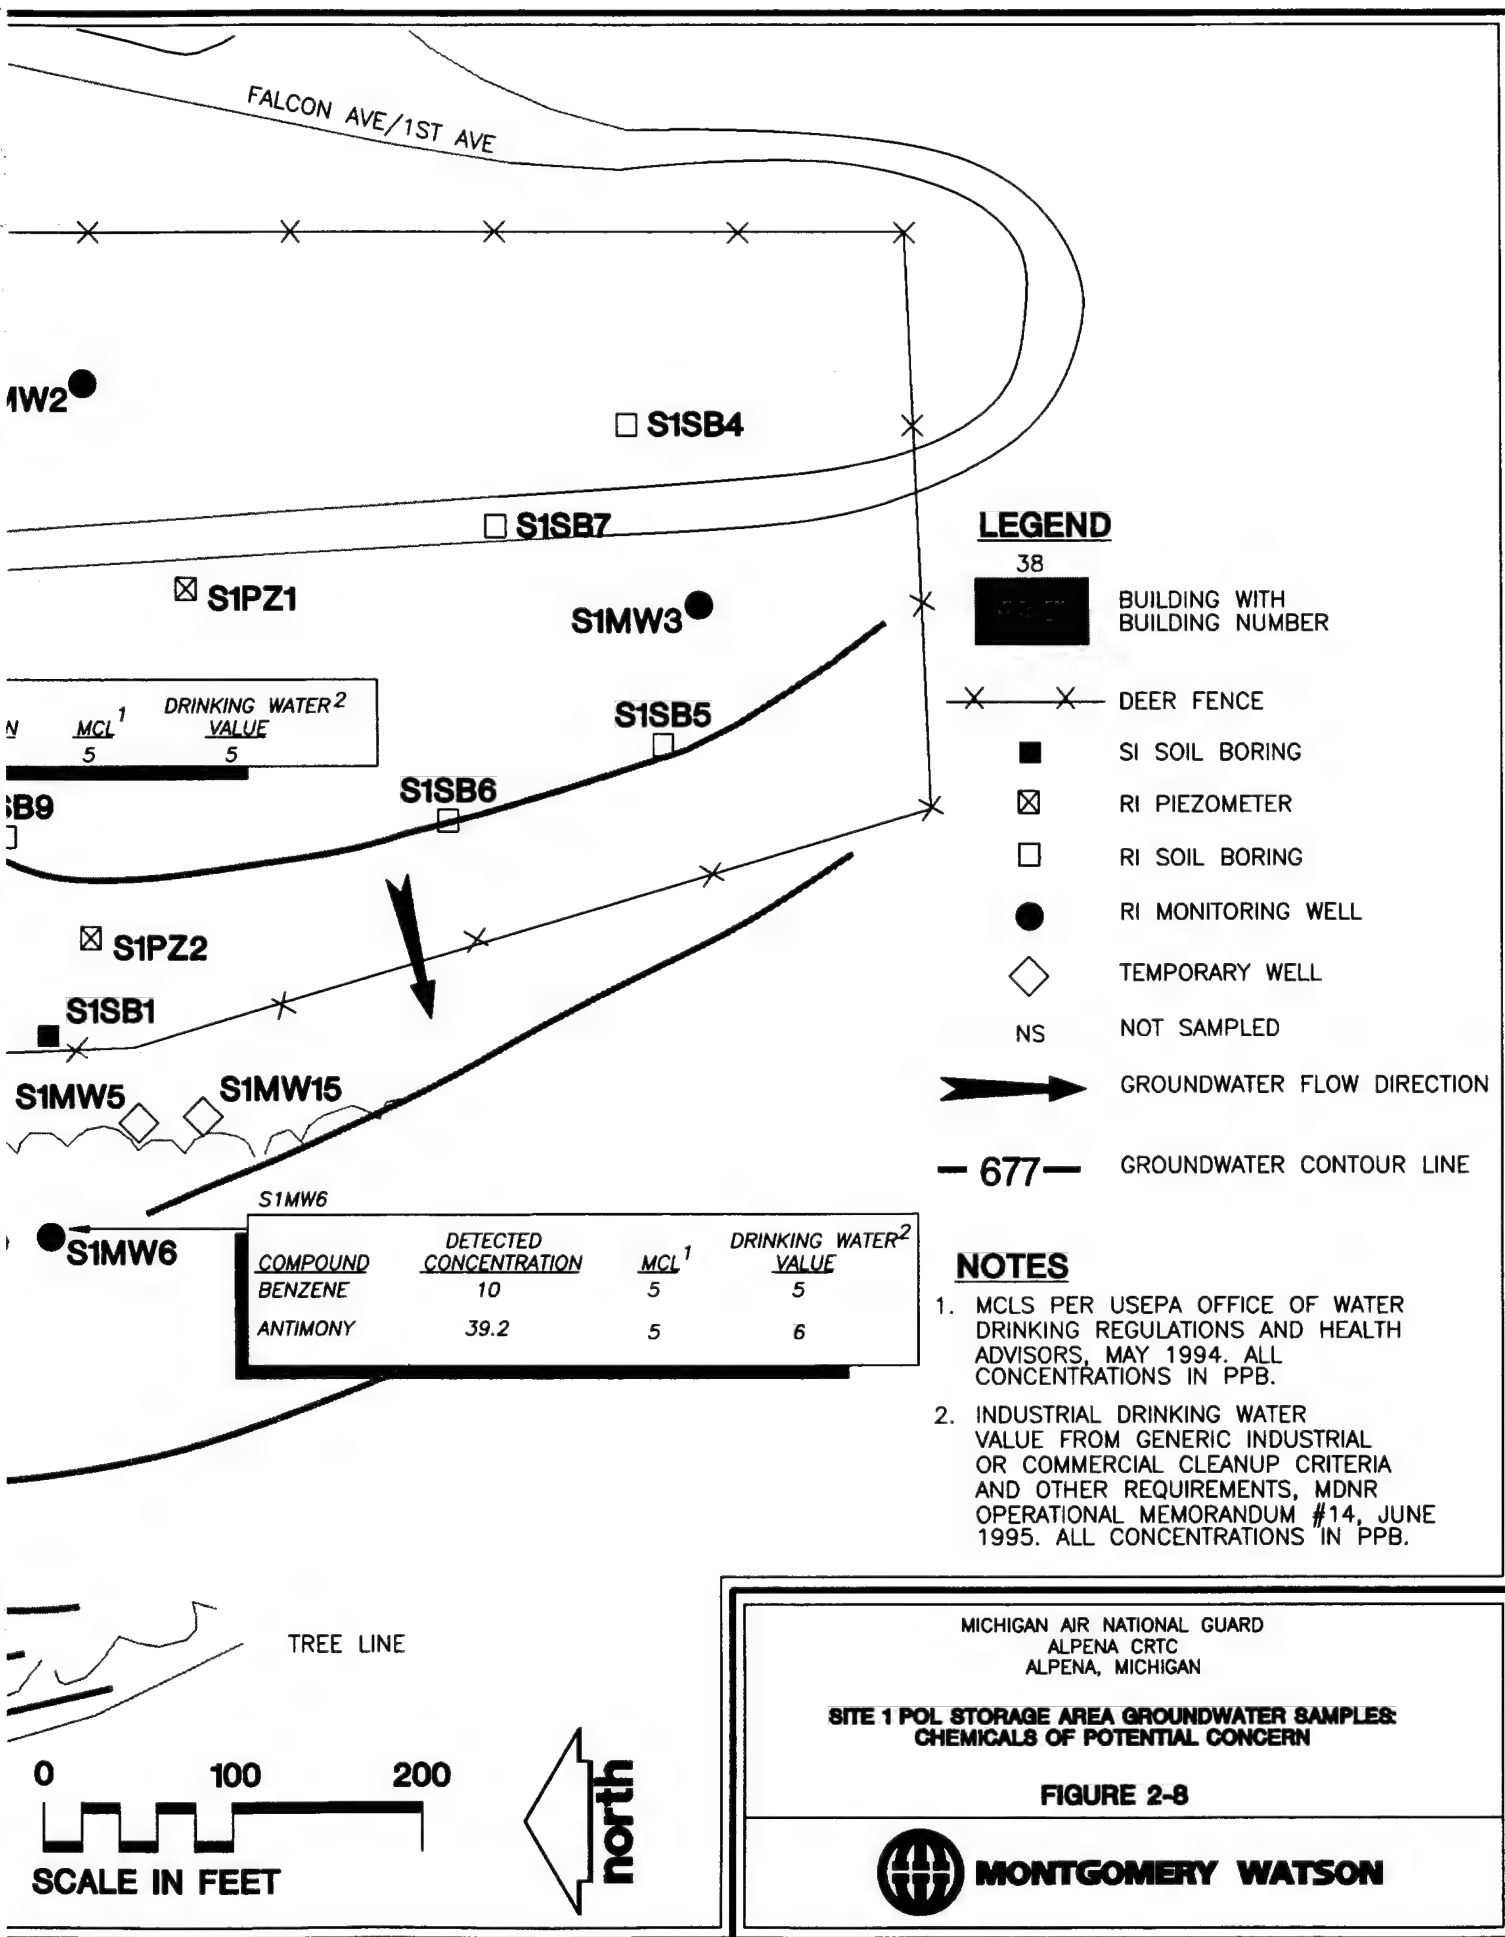 FALCON AVE/1ST AVE
MW2
S1SB4
S1SB7
S1PZ1
S1MW3
MCL 1 DRINKING WATER 2
VALUE
N
5 5
S1SB5
S1SB6
SB9
S1PZ2
S1SB1
S1MW5
S1MW15
S1MW6
S1MW6
DETECTED DRINKING WATER 2
COMPOUND CONCENTRATION MCL 1 VALUE
BENZENE 10 5 5
ANTIMONY 39.2 5 6
LEGEND
38
BUILDING WITH
BUILDING NUMBER
DEER FENCE
SI SOIL BORING
RI PIEZOMETER
RI SOIL BORING
RI MONITORING WELL
TEMPORARY WELL
NS NOT SAMPLED
GROUNDWATER FLOW DIRECTION
677 GROUNDWATER CONTOUR LINE
NOTES
1. MCLS PER USEPA OFFICE OF WATER
DRINKING REGULATIONS AND HEALTH
ADVISORS, MAY 1994. ALL
CONCENTRATIONS IN PPB.
2. INDUSTRIAL DRINKING WATER
VALUE FROM GENERIC INDUSTRIAL
OR COMMERCIAL CLEANUP CRITERIA
AND OTHER REQUIREMENTS, MDNR
OPERATIONAL MEMORANDUM #14, JUNE
1995. ALL CONCENTRATIONS IN PPB.
TREE LINE
0 100 200
SCALE IN FEET
north
MICHIGAN AIR NATIONAL GUARD
ALPENA CRTC
ALPENA, MICHIGAN
SITE 1 POL STORAGE AREA GROUNDWATER SAMPLES:
CHEMICALS OF POTENTIAL CONCERN
FIGURE 2-8
MONTGOMERY WATSON